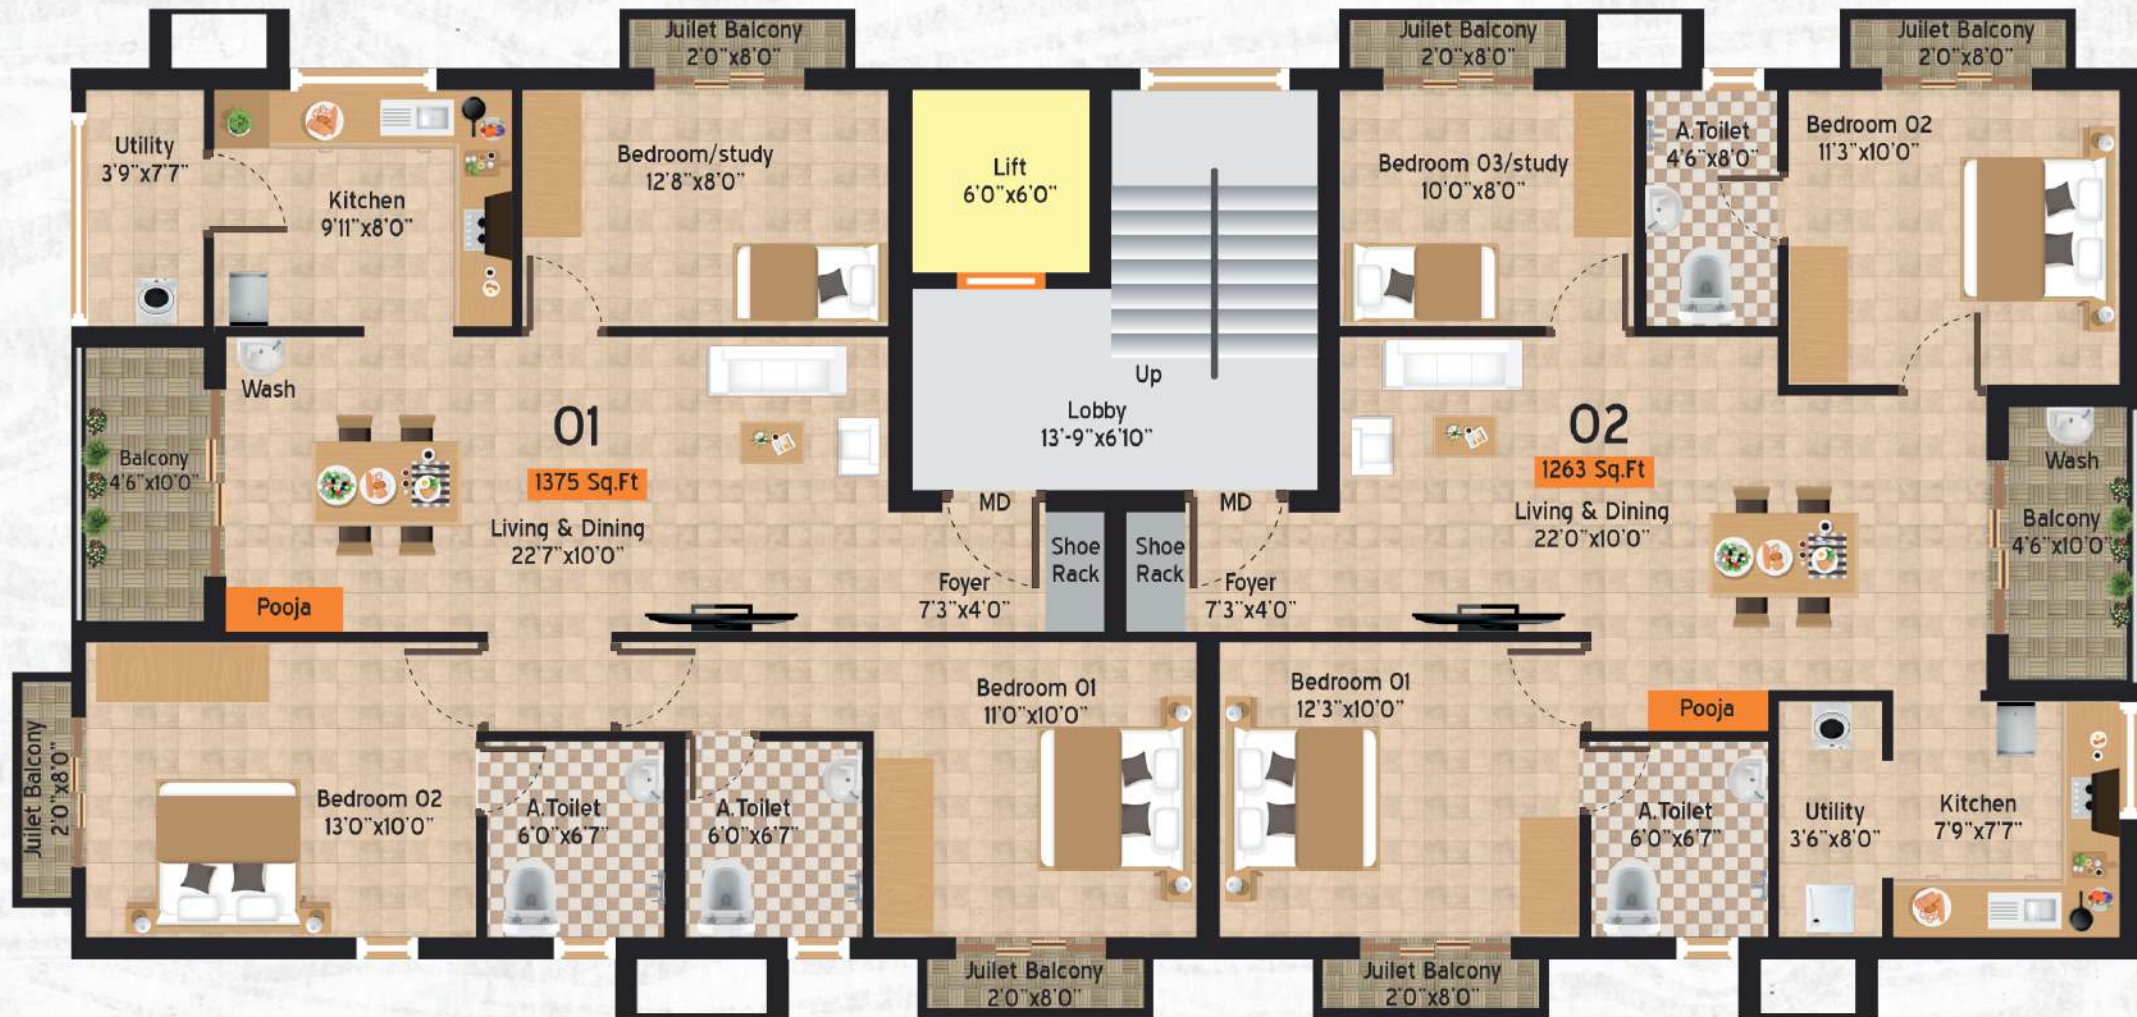 Juilet Balcony
2'0"x8'0"
Juilet Balcony
2'0"x8'0"
Juilet Balcony
2'0"x8'0"
Utility
3'9"x7'7"
Kitchen
9'11"x8'0"
Bedroom/study
12'8"x8'0"
Lift
6'0"x6'0"
Bedroom 03/study
10'0"x8'0"
A.Toilet
4'6"x8'0"
Bedroom 02
11'3"x10'0"
Wash
Up
Lobby
13'-9"x6'10"
Balcony
4'6"x10'0"
01
1375 Sq.Ft
Living & Dining
22'7"x10'0"
02
1263 Sq.Ft
Living & Dining
22'0"x10'0"
Wash
Balcony
4'6"x10'0"
MD
MD
Shoe
Rack
Shoe
Rack
Foyer
7'3"x4'0"
Foyer
7'3"x4'0"
Pooja
Juilet Balcony
2'0"x8'0"
Bedroom 02
13'0"x10'0"
A.Toilet
6'0"x6'7"
A.Toilet
6'0"x6'7"
Bedroom 01
11'0"x10'0"
Bedroom 01
12'3"x10'0"
Pooja
A.Toilet
6'0"x6'7"
Utility
3'6"x8'0"
Kitchen
7'9"x7'7"
Juilet Balcony
2'0"x8'0"
Juilet Balcony
2'0"x8'0"